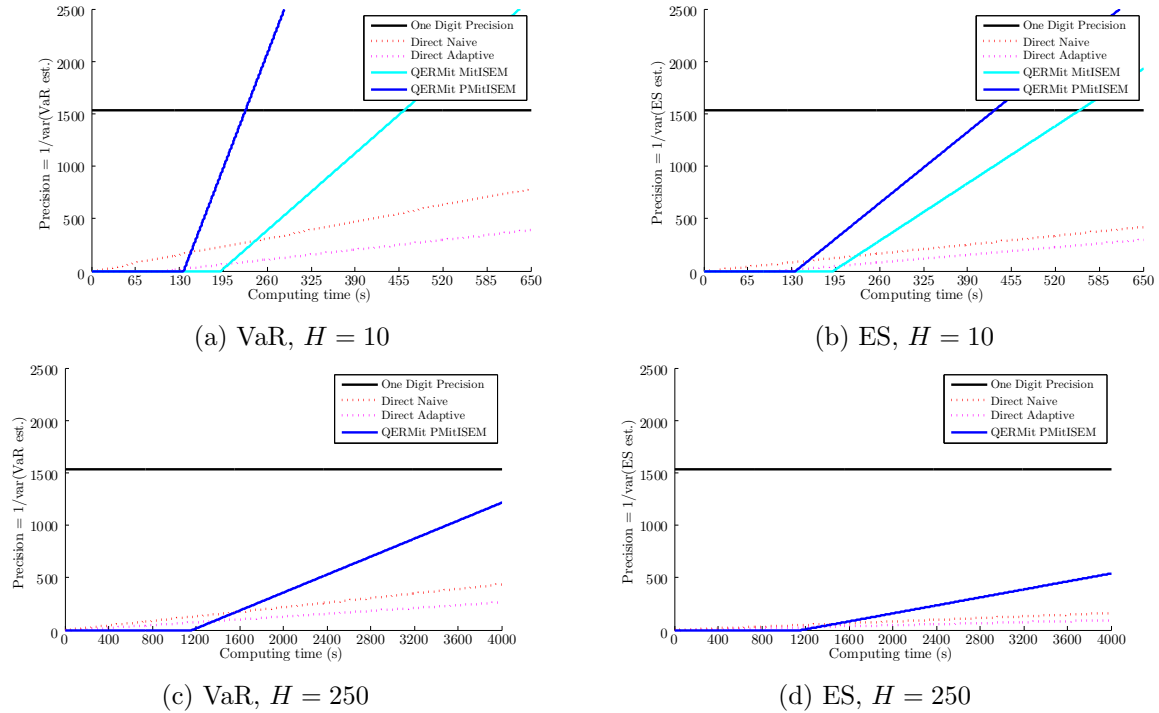 2500
2000
1500
1000
500
0
Precision = 1/var(VaR est.)
One Digit Precision
Direct Naive
Direct Adaptive
QERMit MitISEM
QERMit PMitISEM
0 65 130 195 260 325 390 455 520 585 650
Computing time (s)
(a) VaR, H = 10
2500
2000
1500
1000
500
0
Precision = 1/var(ES est.)
One Digit Precision
Direct Naive
Direct Adaptive
QERMit MitISEM
QERMit PMitISEM
0 65 130 195 260 325 390 455 520 585 650
Computing time (s)
(b) ES, H = 10
2500
2000
1500
1000
500
0
Precision = 1/var(VaR est.)
One Digit Precision
Direct Naive
Direct Adaptive
QERMit PMitISEM
0 400 800 1200 1600 2000 2400 2800 3200 3600 4000
Computing time (s)
(c) VaR, H = 250
2500
2000
1500
1000
500
0
Precision = 1/var(ES est.)
One Digit Precision
Direct Naive
Direct Adaptive
QERMit PMitISEM
0 400 800 1200 1600 2000 2400 2800 3200 3600 4000
Computing time (s)
(d) ES, H = 250